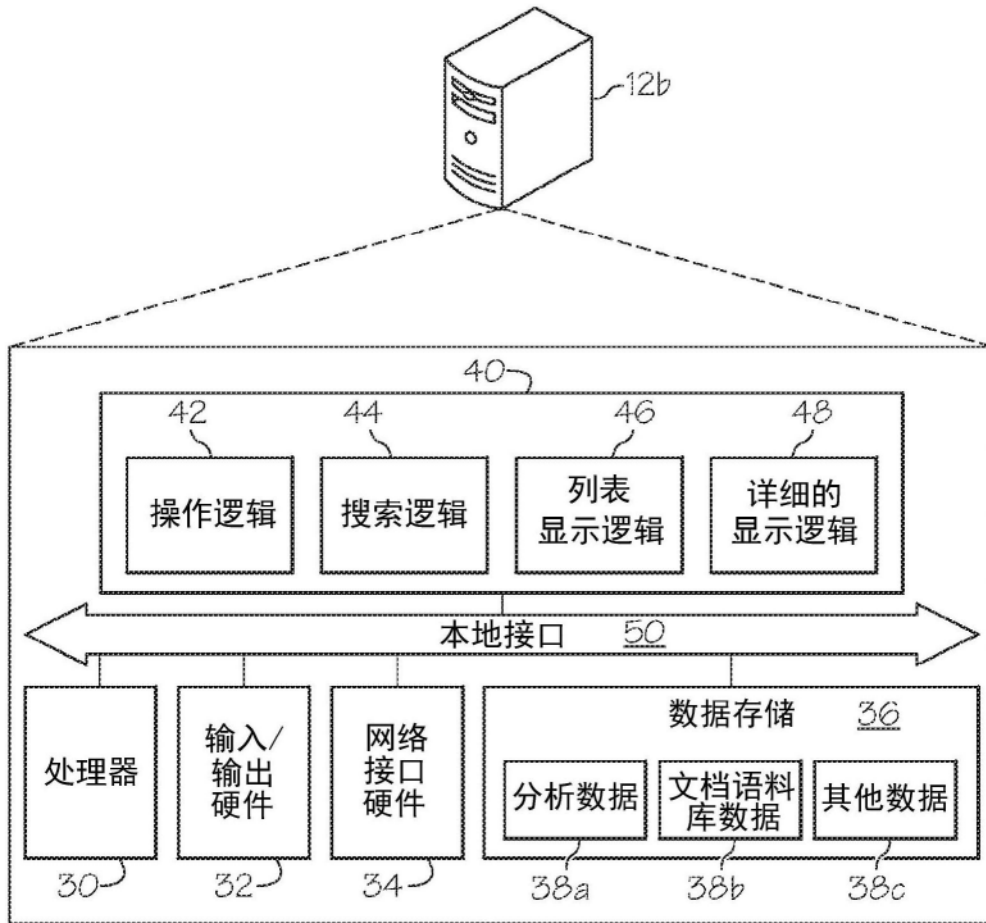 12b
40
42
44
46
48
操作逻辑
搜索逻辑
列表
显示逻辑
详细的
显示逻辑
本地接口 50
处理器
输入/
输出
硬件
网络
接口
硬件
数据存储 36
分析数据
文档语料
库数据
其他数据
30
32
34
38a
38b
38c